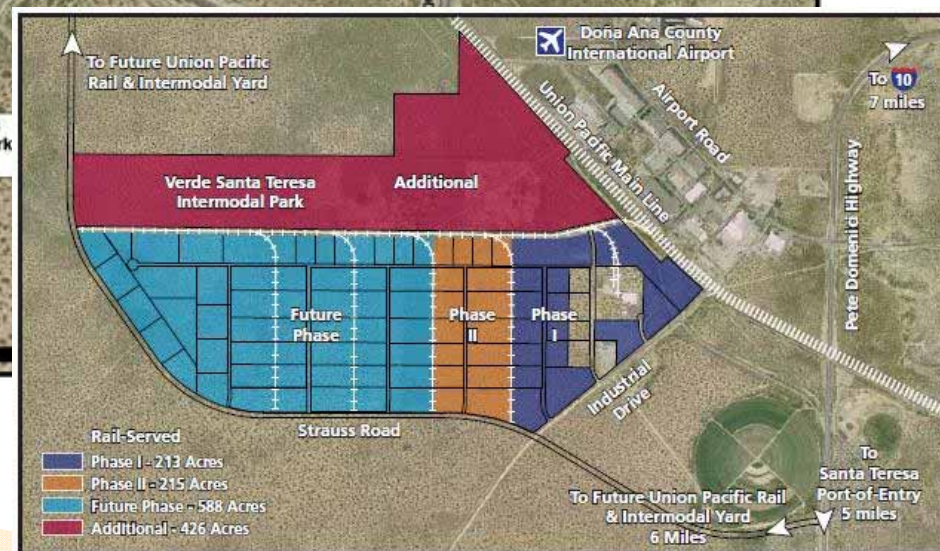 rk
To Future Union Pacific
Rail & Intermodal Yard
Doña Ana County
International Airport
To 10
7 miles
Union Pacific Main Line
Airport Road
Pete Domenici Highway
Verde Santa Teresa
Intermodal Park
Additional
Future
Phase
Phase
II
Phase
I
Industrial
Drive
Strauss Road
Rail-Served
Phase I - 213 Acres
Phase II - 215 Acres
Future Phase - 588 Acres
Additional - 426 Acres
To Future Union Pacific Rail
& Intermodal Yard
6 Miles
To
Santa Teresa
Port-of-Entry
5 miles